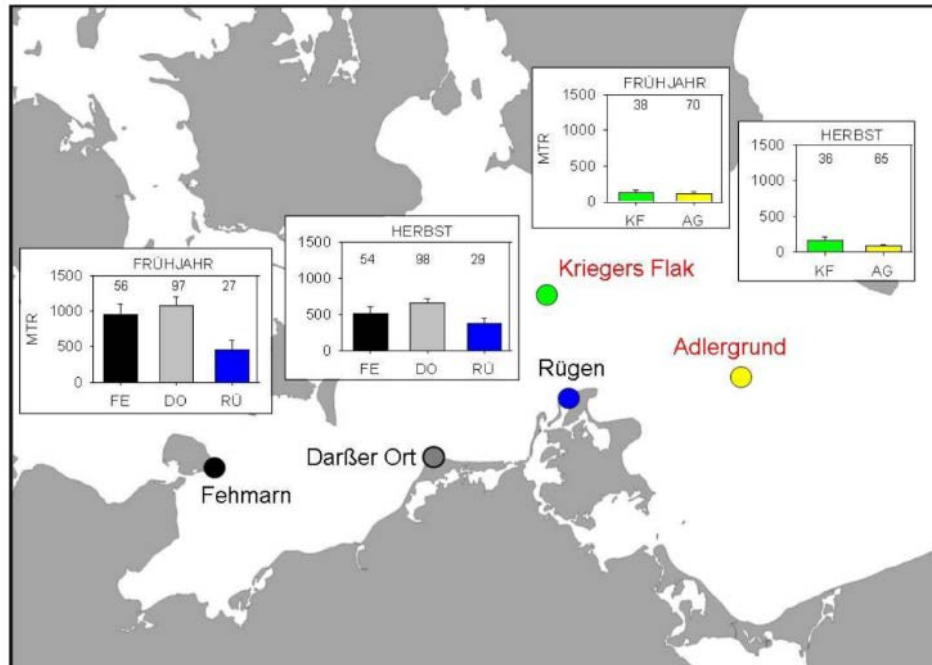 FRÜHJAHR
1500
38
70
1000
MTR
500
0
KF
AG
HERBST
1500
36
65
1000
500
0
KF
AG
HERBST
1500
54
98
29
1000
500
0
FE
DO
RÜ
FRÜHJAHR
1500
56
97
27
1000
MTR
500
0
FE
DO
RÜ
Kriegers Flak
Adlergrund
Rügen
Darßer Ort
Fehmarn